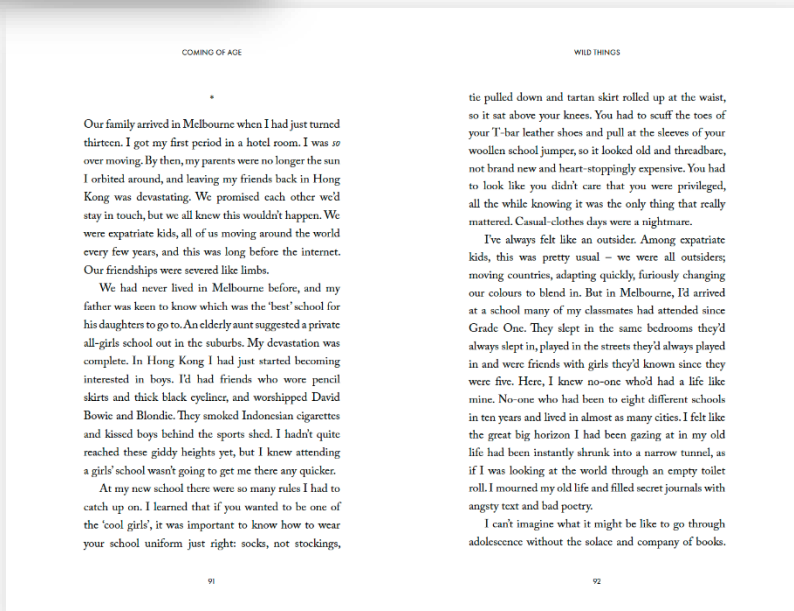 COMING OF AGE
*
Our family arrived in Melbourne when I had just turned
thirteen. I got my first period in a hotel room. I was so
over moving. By then, my parents were no longer the sun
I orbited around, and leaving my friends back in Hong
Kong was devastating. We promised each other we'd
stay in touch, but we all knew this wouldn't happen. We
were expatriate kids, all of us moving around the world
every few years, and this was long before the internet.
Our friendships were severed like limbs.
We had never lived in Melbourne before, and my
father was keen to know which was the 'best' school for
his daughters to go to. An elderly aunt suggested a private
all-girls school out in the suburbs. My devastation was
complete. In Hong Kong I had just started becoming
interested in boys. I'd had friends who wore pencil
skirts and thick black eyeliner, and worshipped David
Bowie and Blondie. They smoked Indonesian cigarettes
and kissed boys behind the sports shed. I hadn't quite
reached these giddy heights yet, but I knew attending
a girls' school wasn't going to get me there any quicker.
At my new school there were so many rules I had to
catch up on. I learned that if you wanted to be one of
the 'cool girls', it was important to know how to wear
your school uniform just right: socks, not stockings,
91
WILD THINGS
tie pulled down and tartan skirt rolled up at the waist,
so it sat above your knees. You had to scuff the toes of
your T-bar leather shoes and pull at the sleeves of your
woollen school jumper, so it looked old and threadbare,
not brand new and heart-stoppingly expensive. You had
to look like you didn't care that you were privileged,
all the while knowing it was the only thing that really
mattered. Casual-clothes days were a nightmare.
I've always felt like an outsider. Among expatriate
kids, this was pretty usual – we were all outsiders;
moving countries, adapting quickly, furiously changing
our colours to blend in. But in Melbourne, I'd arrived
at a school many of my classmates had attended since
Grade One. They slept in the same bedrooms they'd
always slept in, played in the streets they'd always played
in and were friends with girls they'd known since they
were five. Here, I knew no-one who'd had a life like
mine. No-one who had been to eight different schools
in ten years and lived in almost as many cities. I felt like
the great big horizon I had been gazing at in my old
life had been instantly shrunk into a narrow tunnel, as
if I was looking at the world through an empty toilet
roll. I mourned my old life and filled secret journals with
angsty text and bad poetry.
I can't imagine what it might be like to go through
adolescence without the solace and company of books.
92